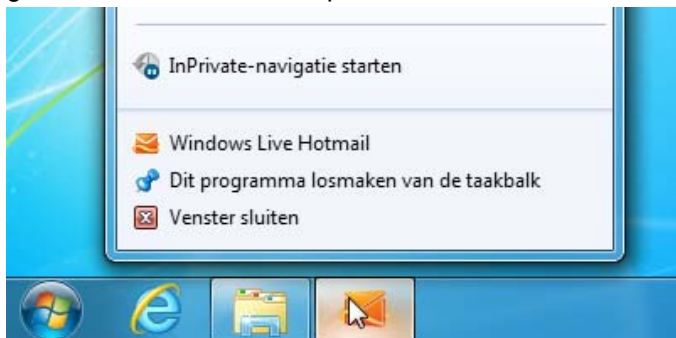 InPrivate-navigatie starten
Windows Live Hotmail
Dit programma losmaken van de taakbalk
Venster sluiten